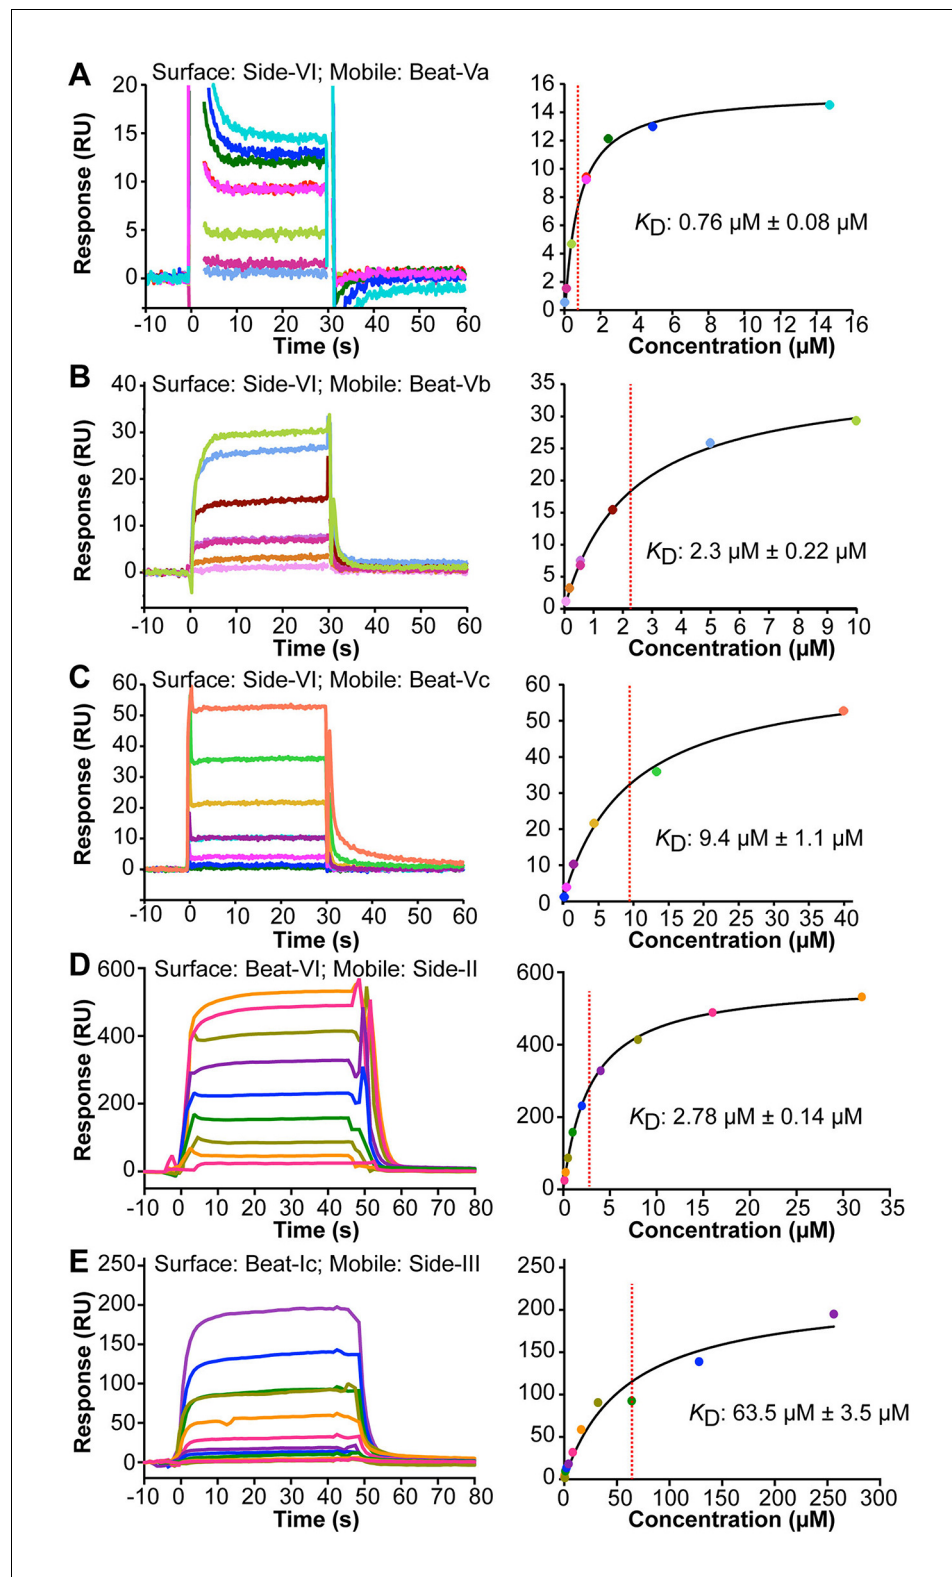 A
Surface: Side-VI; Mobile: Beat-Va
Response (RU)
20
15
10
5
0
-10 0 10 20 30 40 50 60
Time (s)
16
14
12
10
8
6
4
2
0
KD: 0.76 µM ± 0.08 µM
0 2 4 6 8 10 12 14 16
Concentration (µM)
B
Surface: Side-VI; Mobile: Beat-Vb
Response (RU)
40
30
20
10
0
-10 0 10 20 30 40 50 60
Time (s)
35
30
25
20
15
10
5
0
KD: 2.3 µM ± 0.22 µM
0 1 2 3 4 5 6 7 8 9 10
Concentration (µM)
C
Surface: Side-VI; Mobile: Beat-Vc
Response (RU)
60
50
40
30
20
10
0
-10 0 10 20 30 40 50 60
Time (s)
60
50
40
30
20
10
0
KD: 9.4 µM ± 1.1 µM
0 5 10 15 20 25 30 35 40
Concentration (µM)
D
Surface: Beat-VI; Mobile: Side-II
Response (RU)
600
400
200
0
-10 0 10 20 30 40 50 60 70 80
Time (s)
600
400
200
0
KD: 2.78 µM ± 0.14 µM
0 5 10 15 20 25 30 35
Concentration (µM)
E
Surface: Beat-Ic; Mobile: Side-III
Response (RU)
250
200
150
100
50
0
-10 0 10 20 30 40 50 60 70 80
Time (s)
250
200
150
100
50
0
KD: 63.5 µM ± 3.5 µM
0 50 100 150 200 250 300
Concentration (µM)